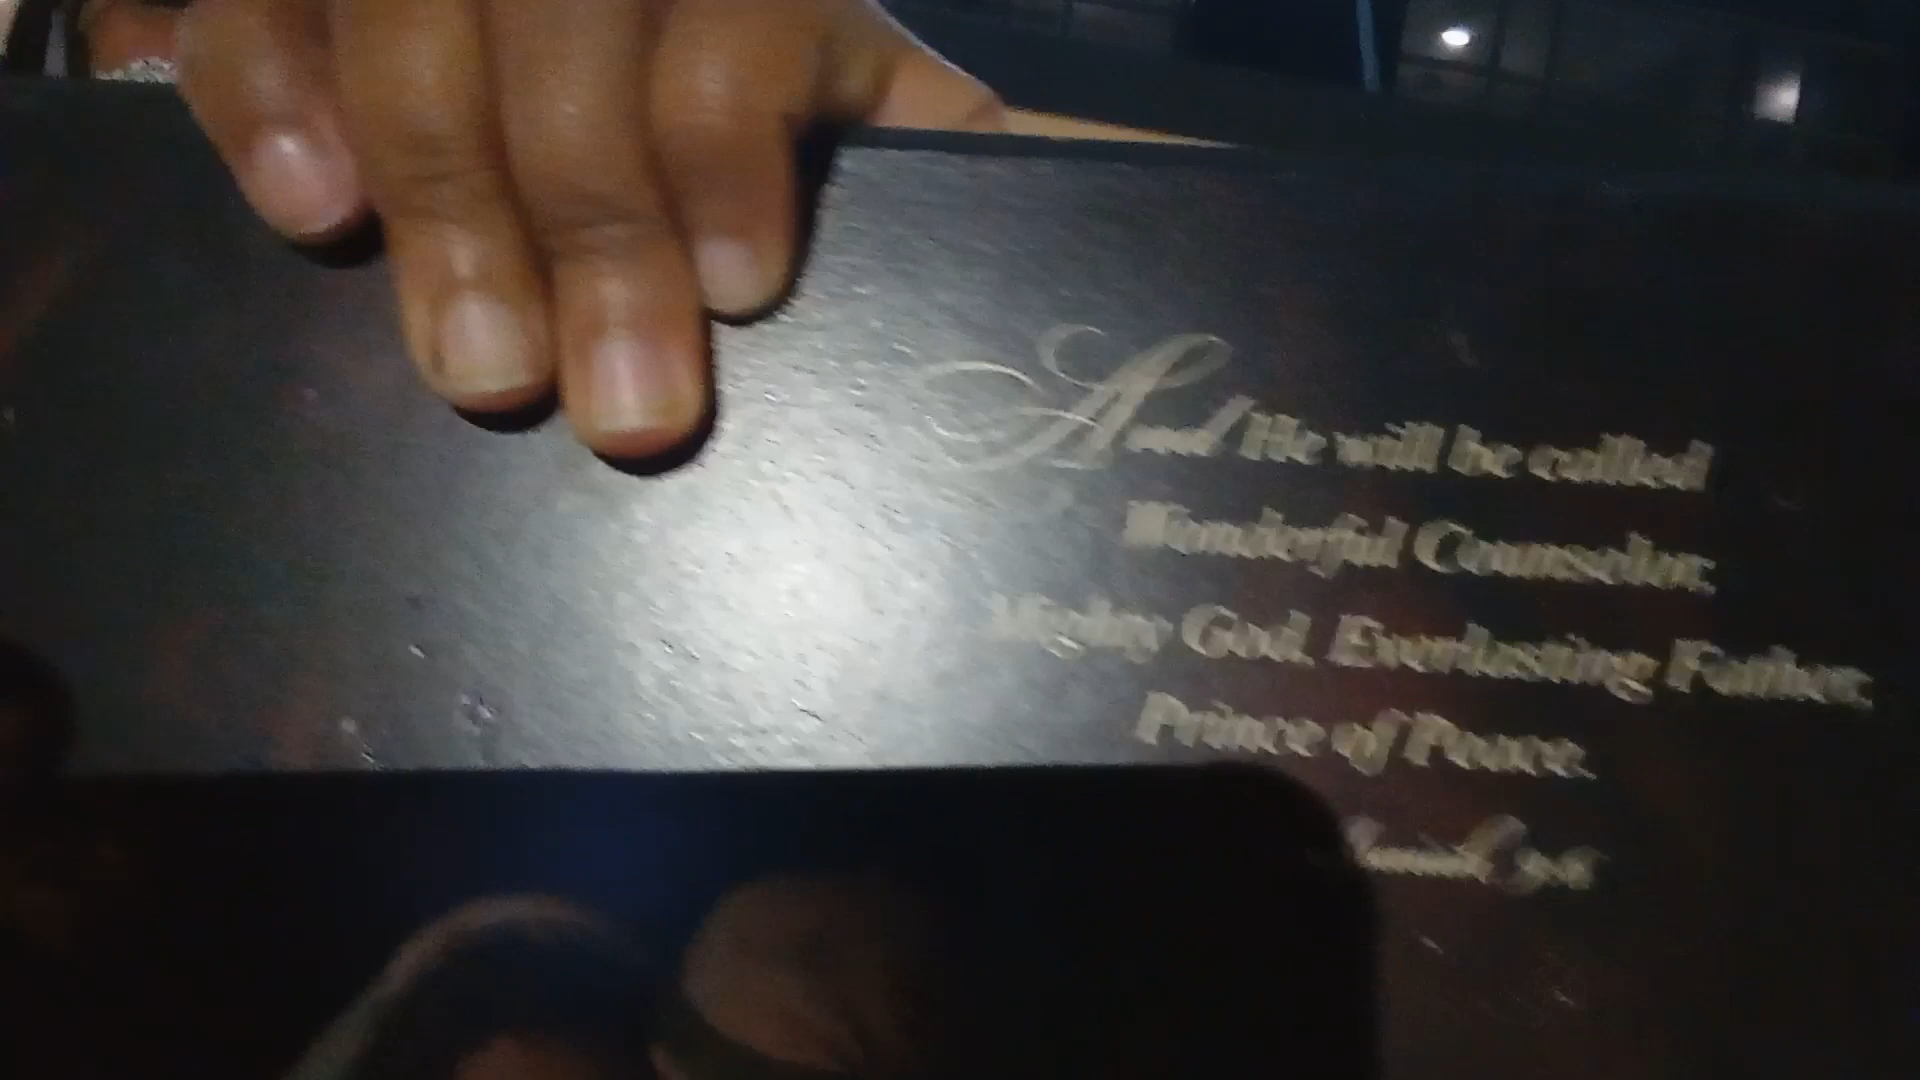 And He will be called
Wonderful Counselor,
Mighty God, Everlasting Father,
Prince of Peace.